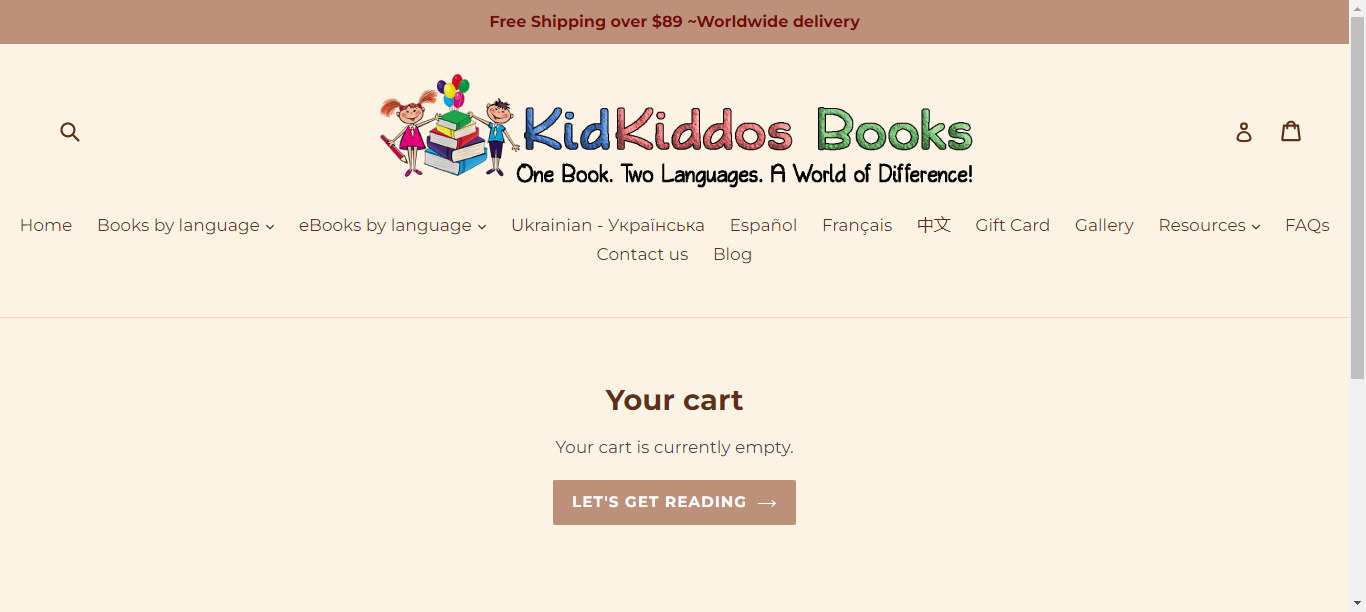 Free Shipping over $89 ~Worldwide delivery
KidKiddos Books
One Book. Two Languages. A World of Difference!
Home Books by language eBooks by language Ukrainian - Українська Español Français 中文 Gift Card Gallery Resources FAQs
Contact us Blog
Your cart
Your cart is currently empty.
LET'S GET READING →